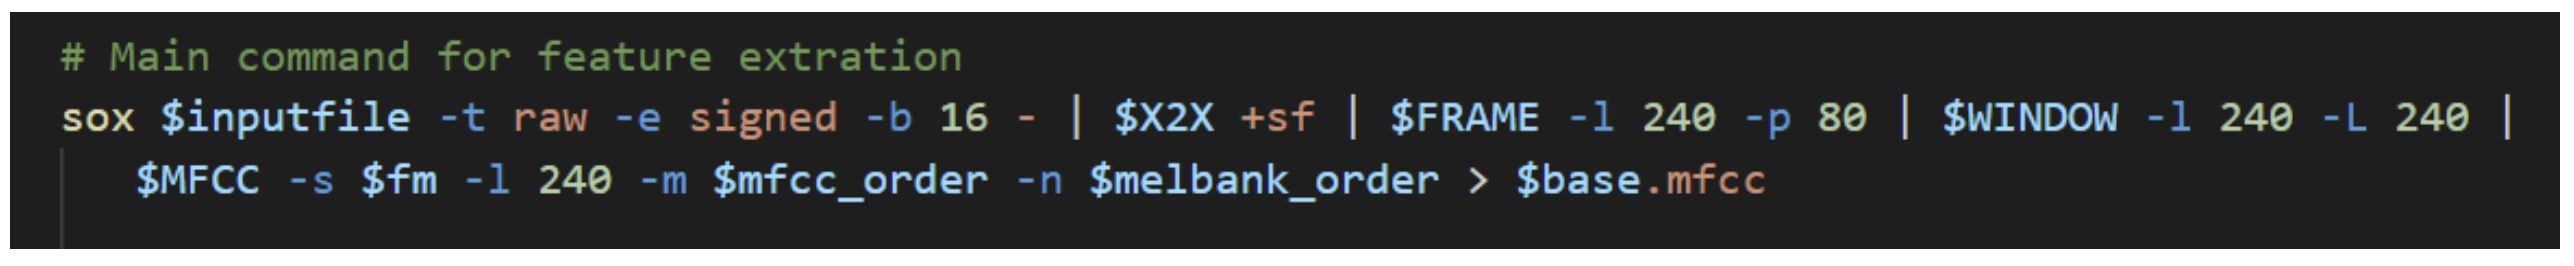 # Main command for feature extration
sox $inputfile -t raw -e signed -b 16 - | $X2X +sf | $FRAME -l 240 -p 80 | $WINDOW -l 240 -L 240 |
$MFCC -s $fm -l 240 -m $mfcc_order -n $melbank_order > $base.mfcc